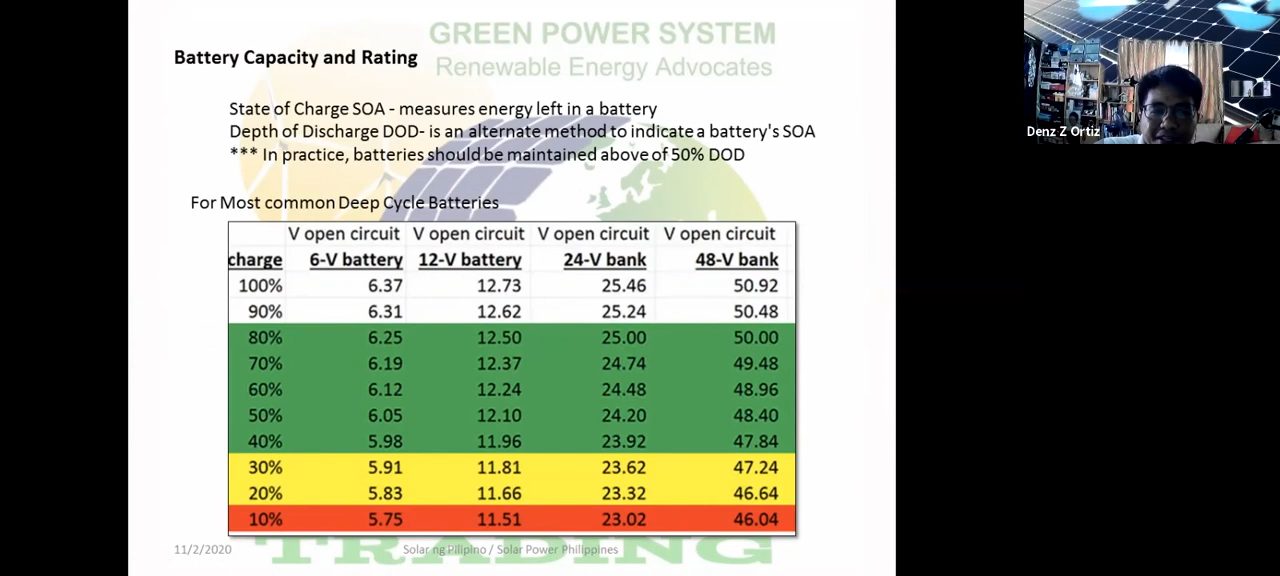 GREEN POWER SYSTEM
Renewable Energy Advocates
Battery Capacity and Rating
State of Charge SOA - measures energy left in a battery
Depth of Discharge DOD- is an alternate method to indicate a battery's SOA
*** In practice, batteries should be maintained above of 50% DOD
For Most common Deep Cycle Batteries
V open circuit V open circuit V open circuit V open circuit
charge 6-V battery 12-V battery 24-V bank 48-V bank
100% 6.37 12.73 25.46 50.92
90% 6.31 12.62 25.24 50.48
80% 6.25 12.50 25.00 50.00
70% 6.19 12.37 24.74 49.48
60% 6.12 12.24 24.48 48.96
50% 6.05 12.10 24.20 48.40
40% 5.98 11.96 23.92 47.84
30% 5.91 11.81 23.62 47.24
20% 5.83 11.66 23.32 46.64
10% 5.75 11.51 23.02 46.04
TRADING
11/2/2020 Solar ng Pilipino / Solar Power Philippines
Denz Z Ortiz